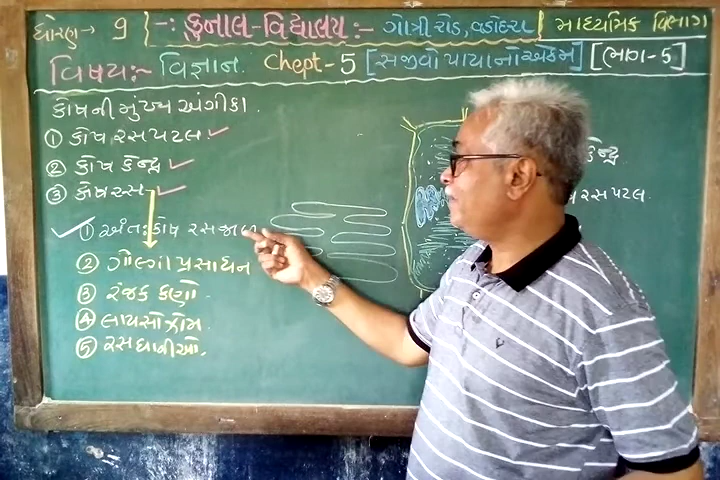 ધોરણ → 9 -: કુનાલ-વિદ્યાલય:- ગોત્રી રોડ, વડોદરા માધ્યમિક વિભાગ
વિષય:- વિજ્ઞાન. Chept-5 [સજીવનો પાયાનો એકમ] [ભાગ-5]
કોષની મુખ્ય અંગીકા.
① કોષ રસપટલ
② કોષ કેન્દ્ર
③ કોષરસ
① અંતઃકોષ રસજાળ
② ગોલ્ગી પ્રસાધન
③ રંજક કણો.
④ લાયસોઝોમ.
⑤ રસધાનીઓ.
કેન્દ્ર
રસપટલ.